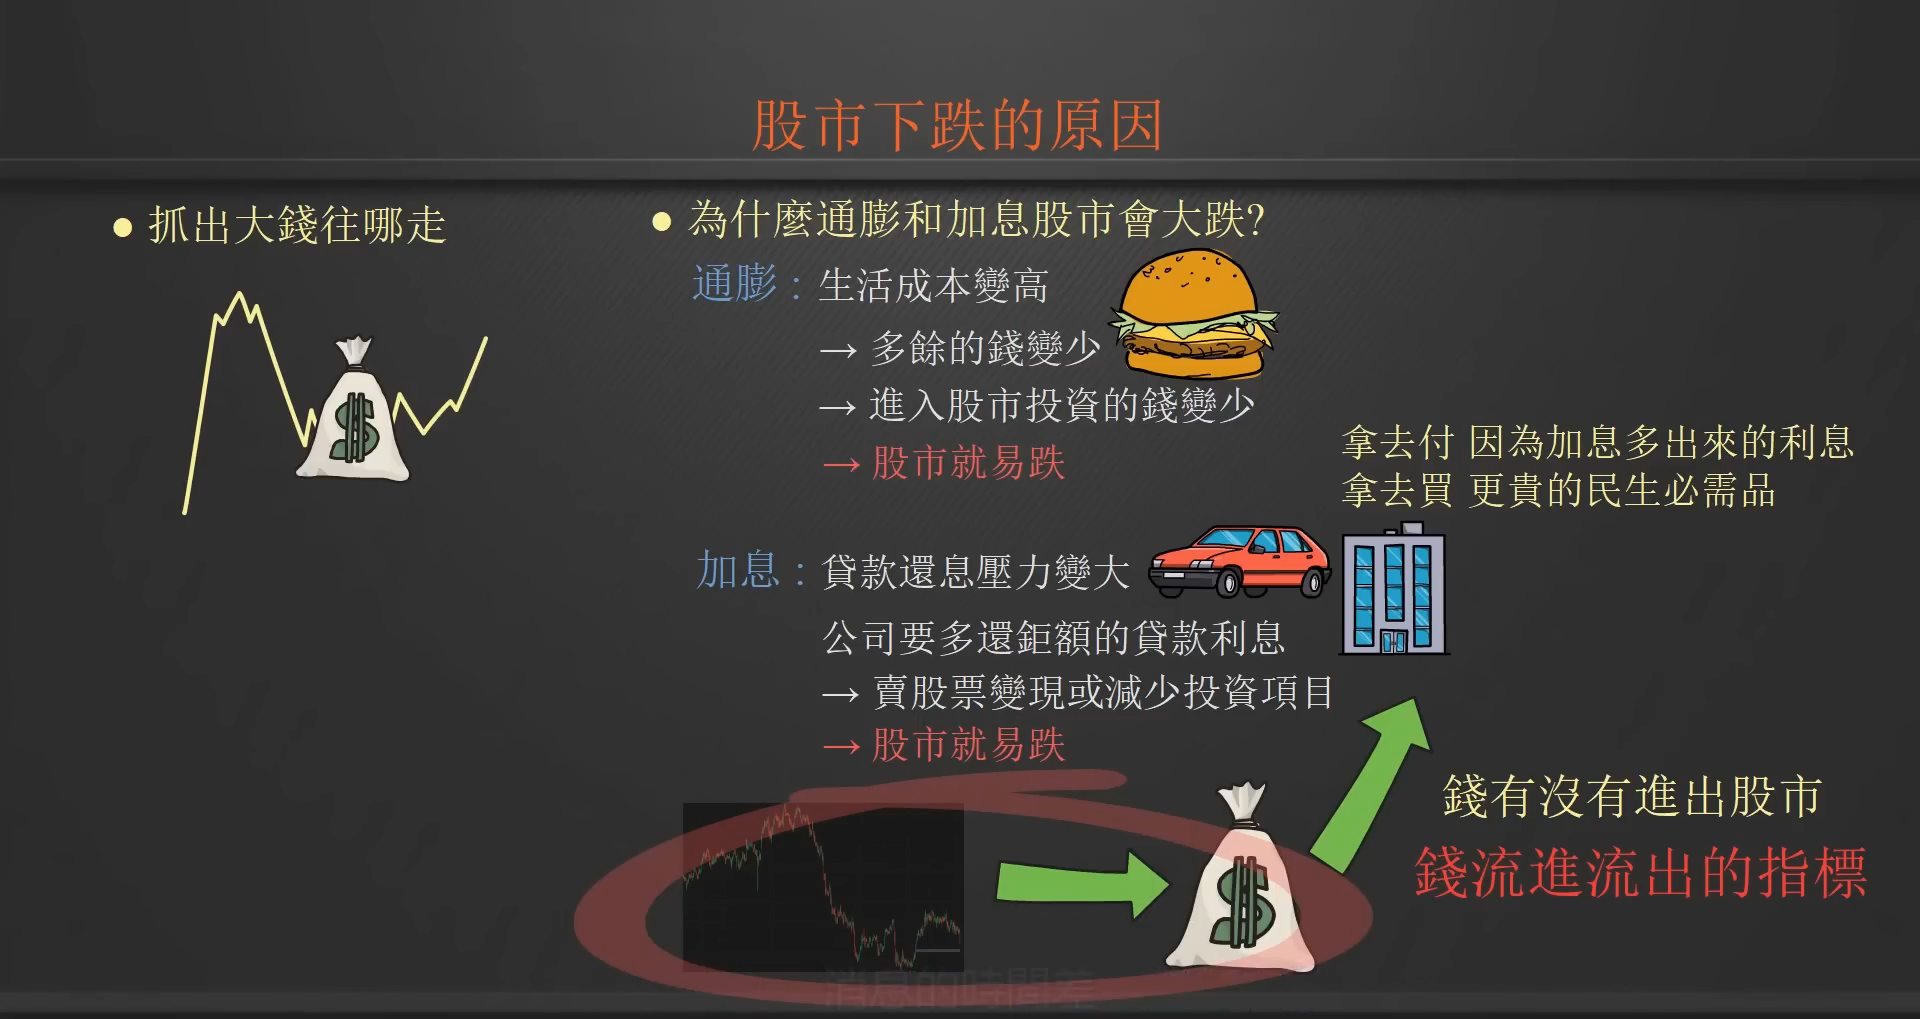 股市下跌的原因
● 抓出大錢往哪走
● 為什麼通膨和加息股市會大跌?
通膨：生活成本變高
→ 多餘的錢變少
→ 進入股市投資的錢變少
→ 股市就易跌
拿去付 因為加息多出來的利息
拿去買 更貴的民生必需品
加息：貸款還息壓力變大
公司要多還鉅額的貸款利息
→ 賣股票變現或減少投資項目
→ 股市就易跌
錢有沒有進出股市
錢流進流出的指標
消息的時間差